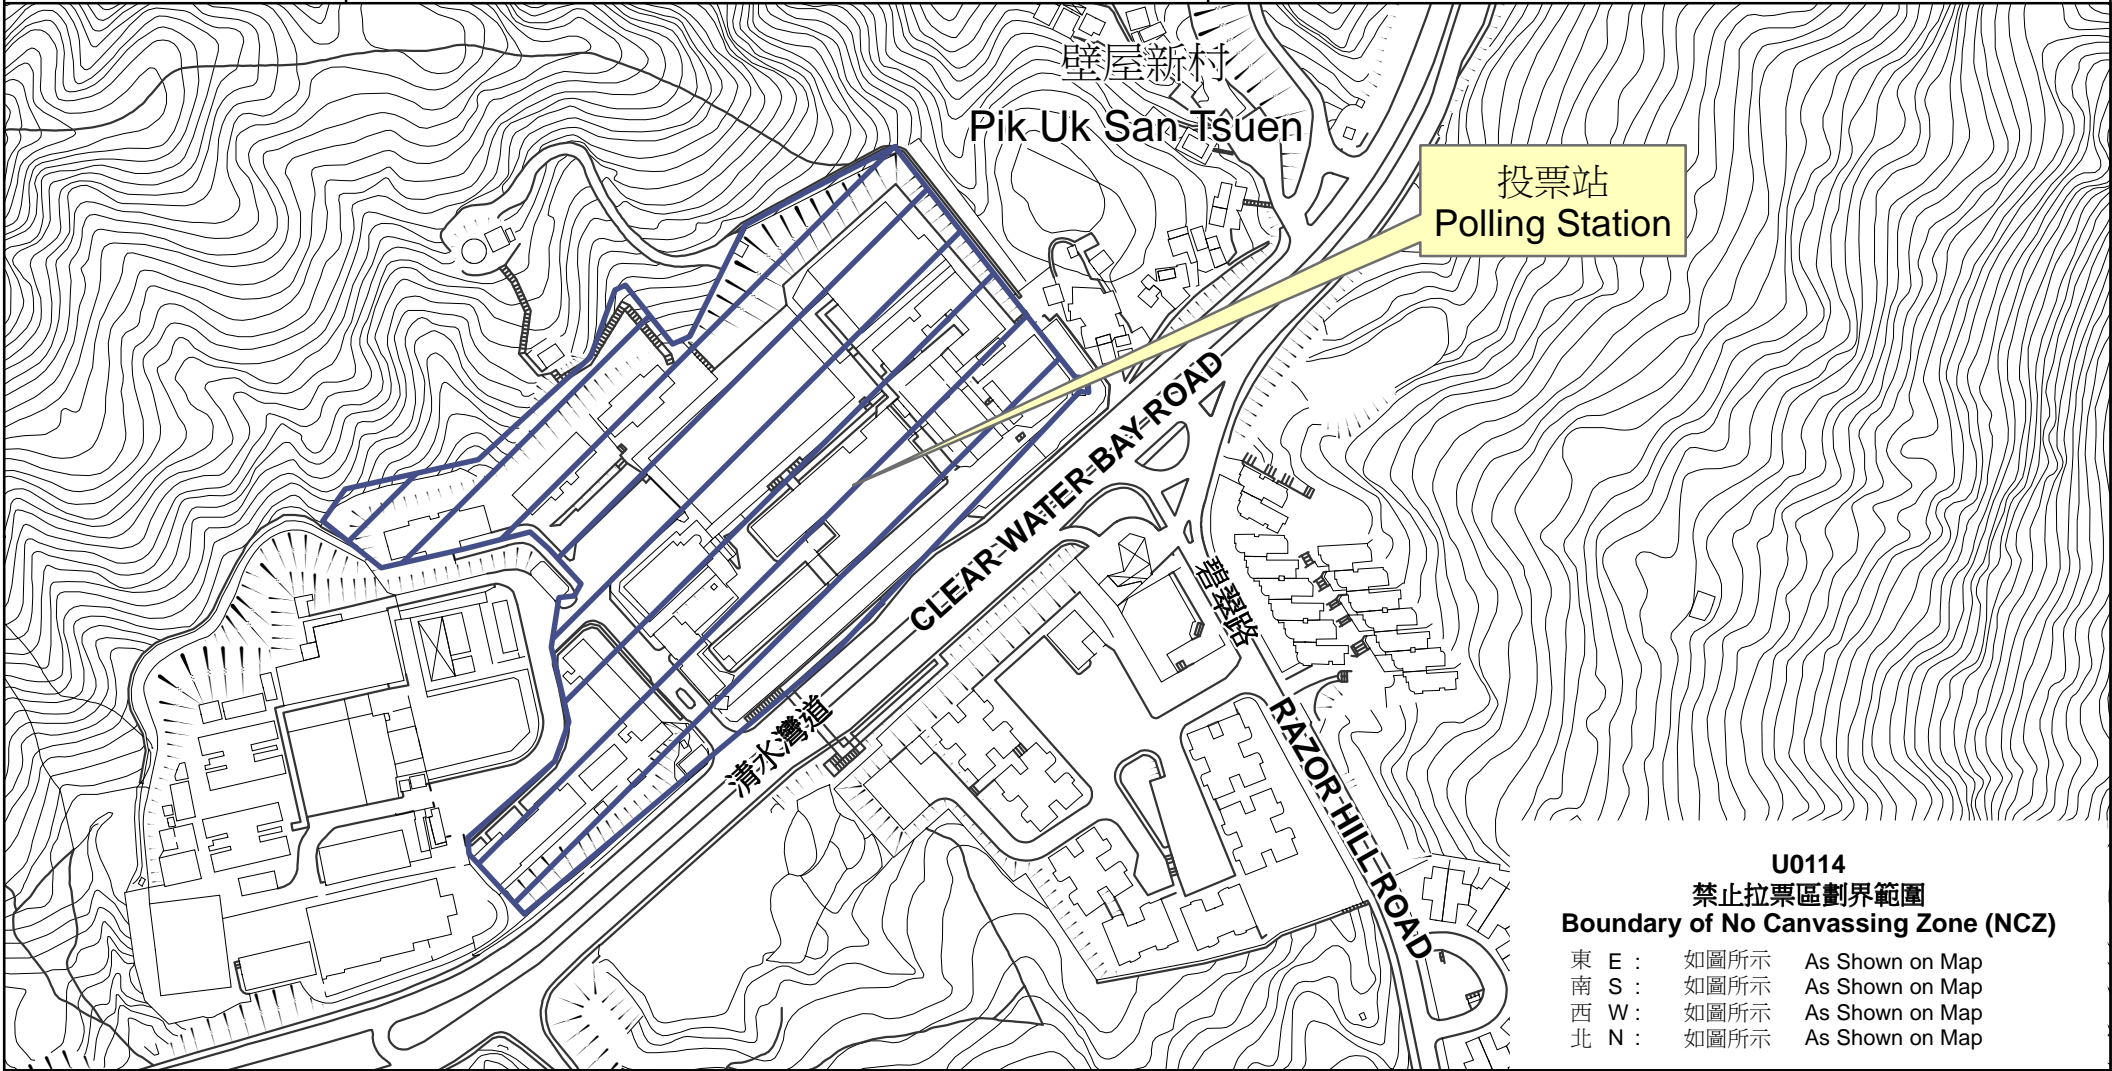 壁屋新村
Pik Uk San Tsuen
投票站
Polling Station
CLEAR WATER BAY ROAD
碧翠路
清水灣道
RAZOR HILL ROAD
U0114
禁止拉票區劃界範圍
Boundary of No Canvassing Zone (NCZ)
東 E : 如圖所示 As Shown on Map
南 S : 如圖所示 As Shown on Map
西 W : 如圖所示 As Shown on Map
北 N : 如圖所示 As Shown on Map